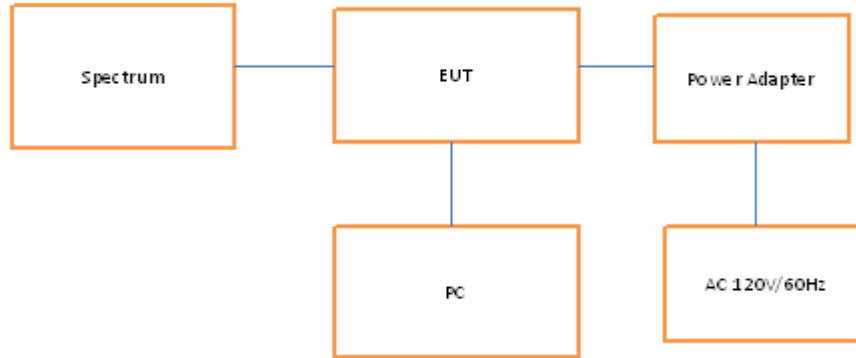 Spectrum
EUT
Power Adapter
PC
AC 120V/60Hz